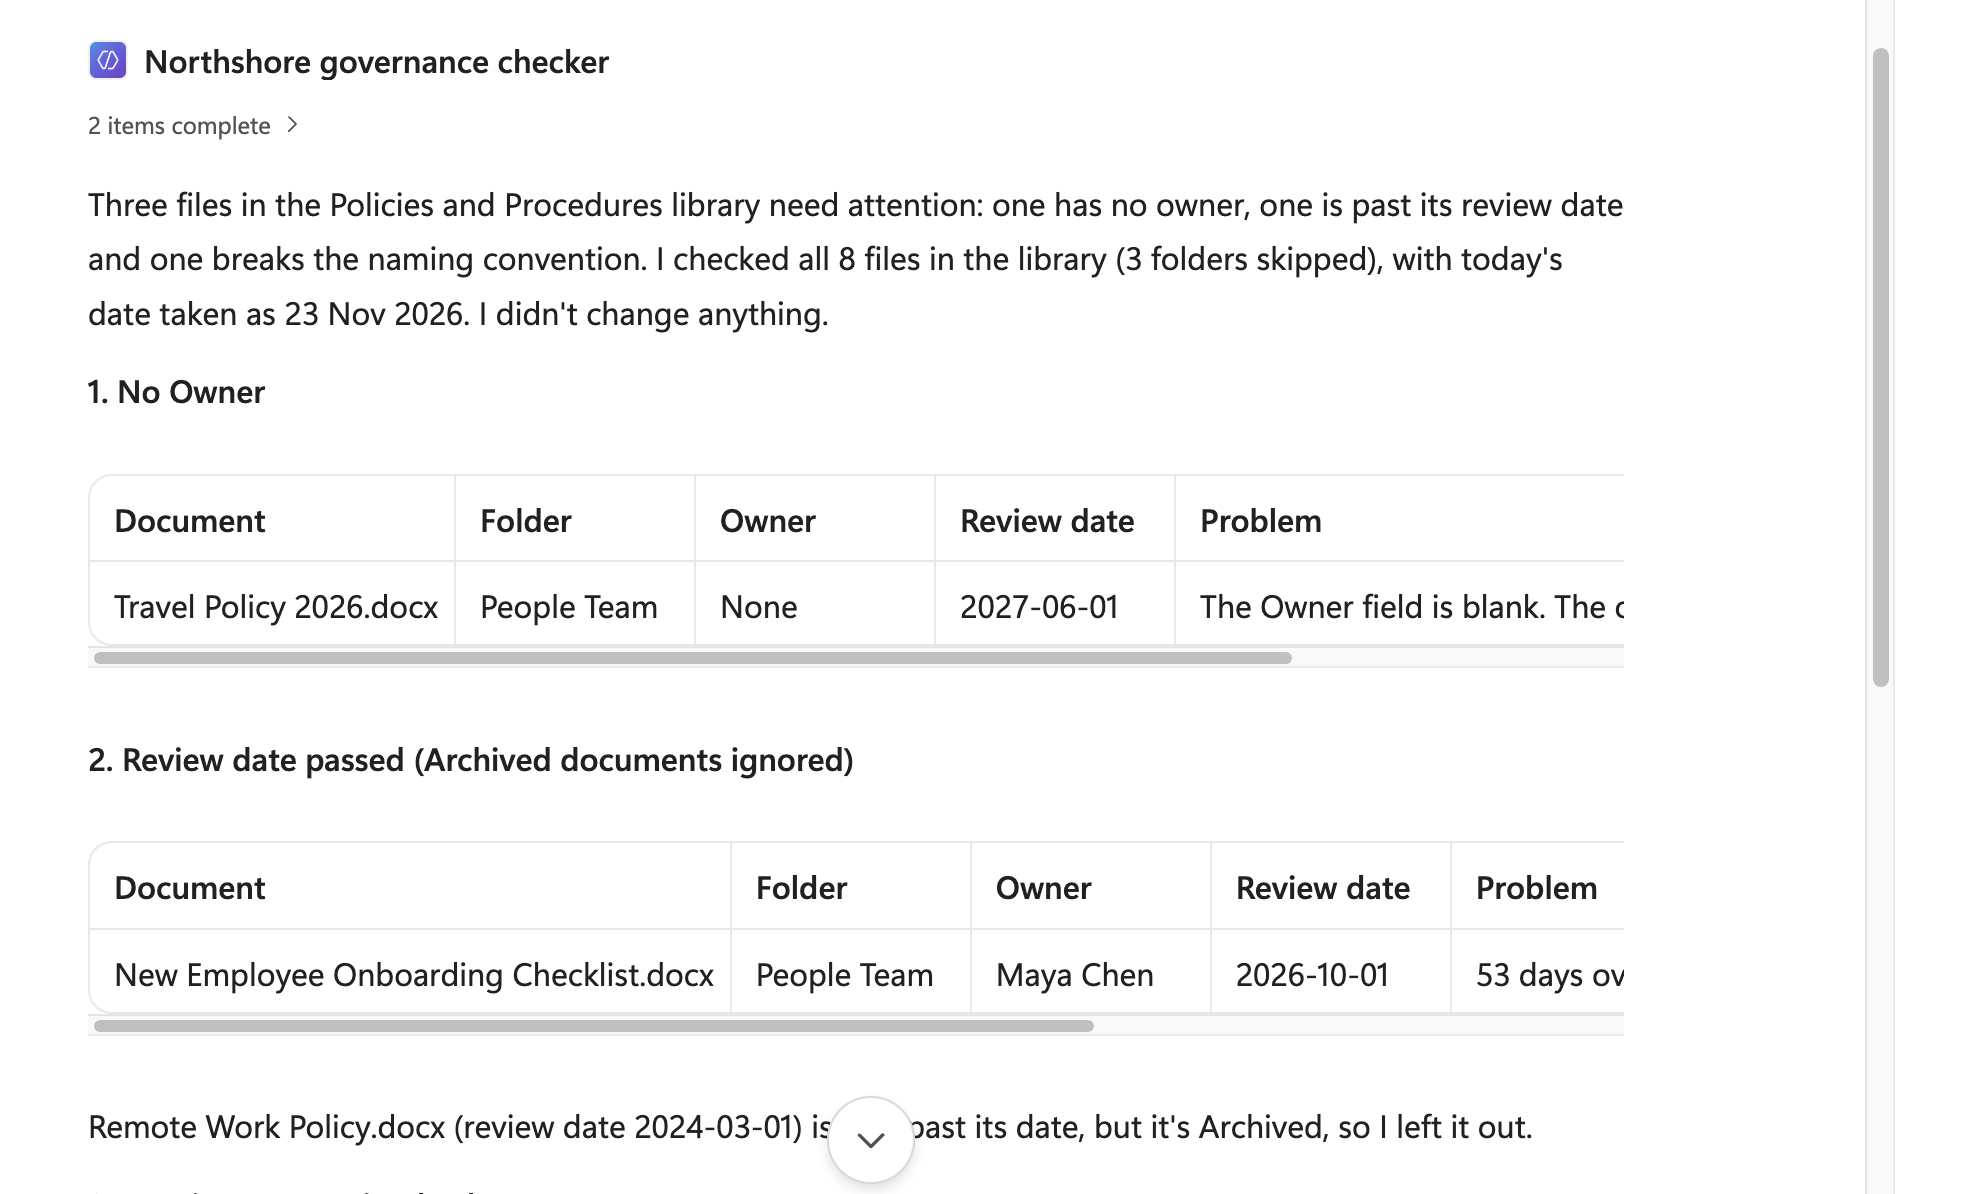 Northshore governance checker
2 items complete
Three files in the Policies and Procedures library need attention: one has no owner, one is past its review date
and one breaks the naming convention. I checked all 8 files in the library (3 folders skipped), with today's
date taken as 23 Nov 2026. I didn't change anything.
1. No Owner
Document Folder Owner Review date Problem
Travel Policy 2026.docx People Team None 2027-06-01 The Owner field is blank. The
2. Review date passed (Archived documents ignored)
Document Folder Owner Review date Problem
New Employee Onboarding Checklist.docx People Team Maya Chen 2026-10-01 53 days
Remote Work Policy.docx (review date 2024-03-01) is past its date, but it's Archived, so I left it out.